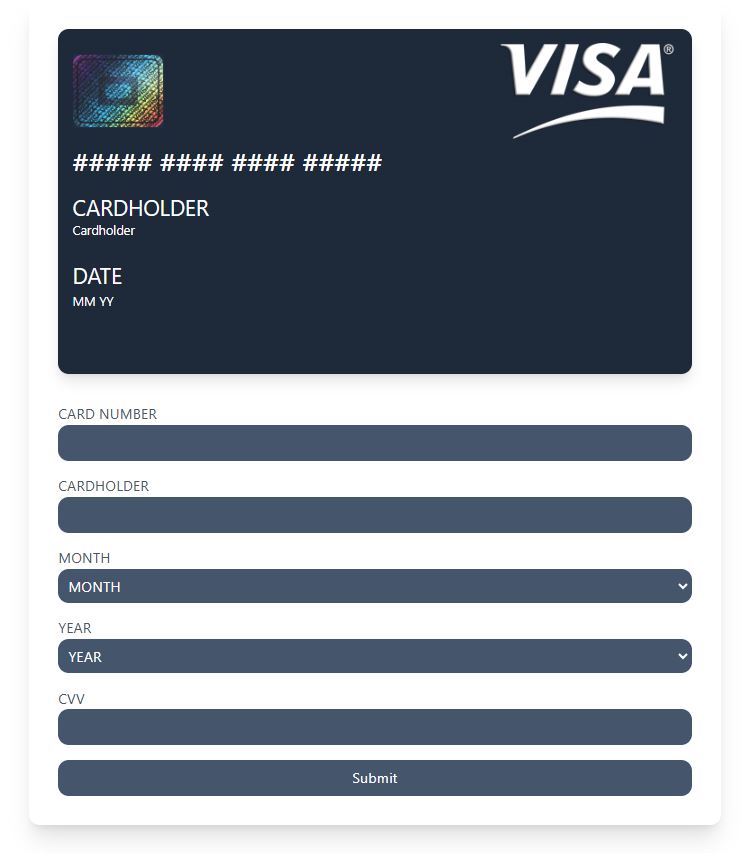 VISA®
##### #### #### #####
CARDHOLDER
Cardholder
DATE
MM YY
CARD NUMBER
CARDHOLDER
MONTH
MONTH
YEAR
YEAR
CVV
Submit